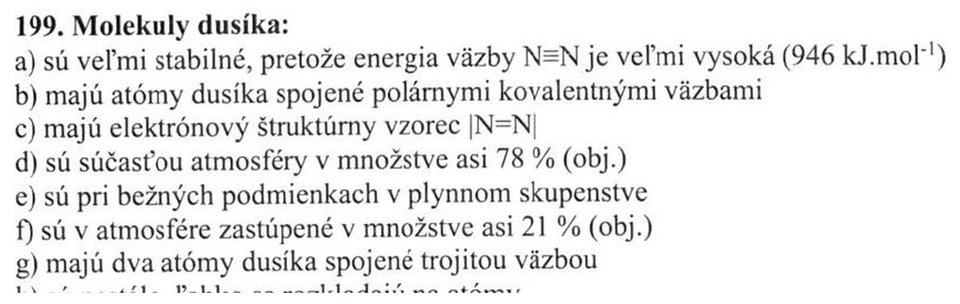 199. Molekuly dusíka:
a) sú veľmi stabilné, pretože energia väzby N≡N je veľmi vysoká (946 kJ.mol⁻¹)
b) majú atómy dusíka spojené polárnymi kovalentnými väzbami
c) majú elektrónový štruktúrny vzorec |N=N|
d) sú súčasťou atmosféry v množstve asi 78 % (obj.)
e) sú pri bežných podmienkach v plynnom skupenstve
f) sú v atmosfére zastúpené v množstve asi 21 % (obj.)
g) majú dva atómy dusíka spojené trojitou väzbou